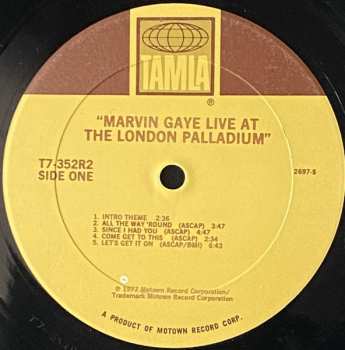 TAMLA
®
"MARVIN GAYE LIVE AT
THE LONDON PALLADIUM"
T7-352R2
SIDE ONE
2697-S
1. INTRO THEME 2:36
2. ALL THE WAY 'ROUND (ASCAP) 3:47
3. SINCE I HAD YOU (ASCAP) 4:47
4. COME GET TO THIS (ASCAP) 2:34
5. LET'S GET IT ON (ASCAP/BMI) 6:43
℗ 1977 Motown Record Corporation/
Trademark Motown Record Corporation
A PRODUCT OF MOTOWN RECORD CORP.